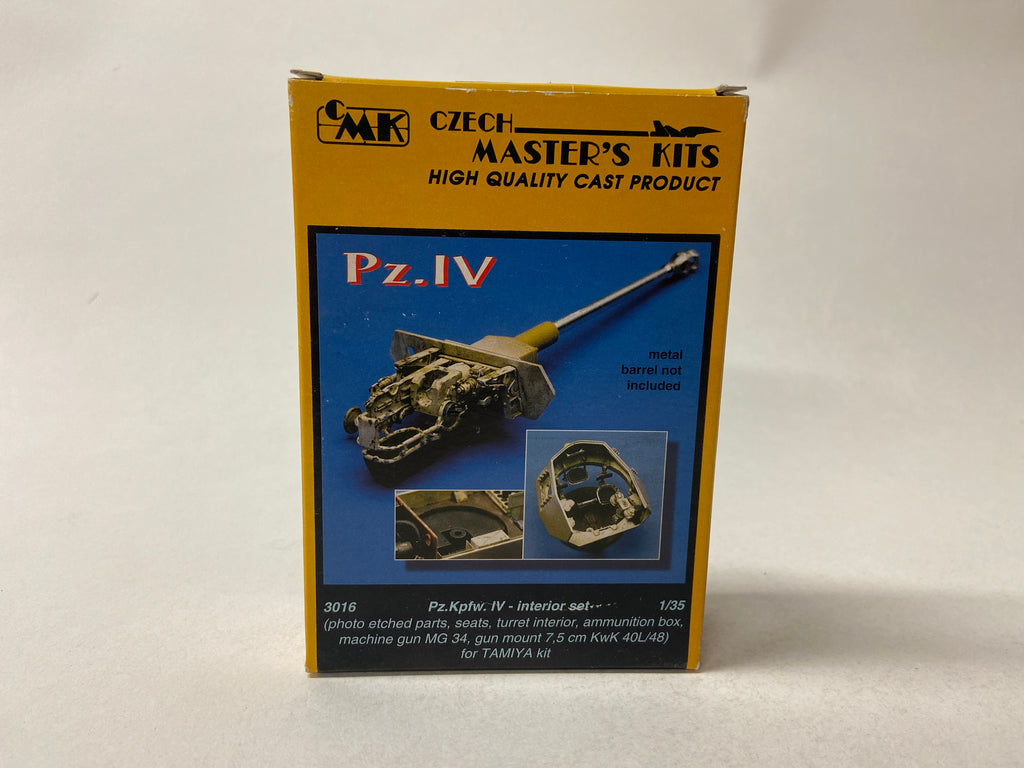 CMK
CZECH
MASTER'S KITS
HIGH QUALITY CAST PRODUCT
Pz.IV
metal
barrel not
included
3016 Pz.Kpfw. IV - interior set 1/35
(photo etched parts, seats, turret interior, ammunition box,
machine gun MG 34, gun mount 7,5 cm KwK 40L/48)
for TAMIYA kit